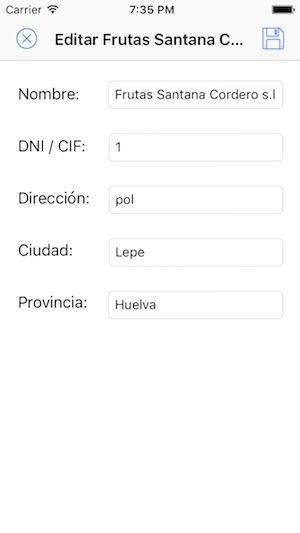 Carrier 7:35 PM
Editar Frutas Santana C...
Nombre: Frutas Santana Cordero s.l
DNI / CIF: 1
Dirección: pol
Ciudad: Lepe
Provincia: Huelva